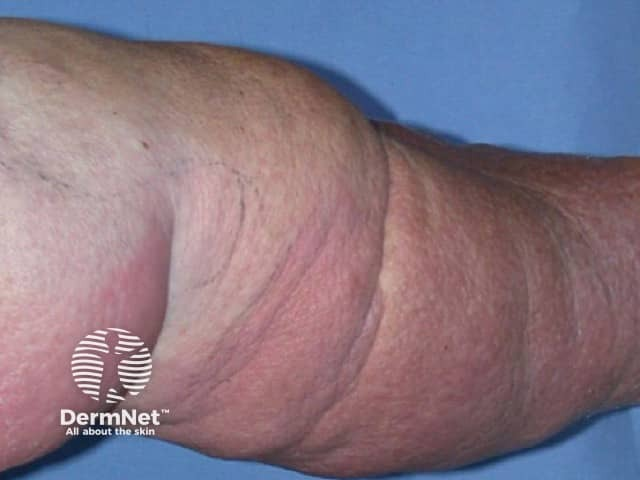 DermNet™
All about the skin